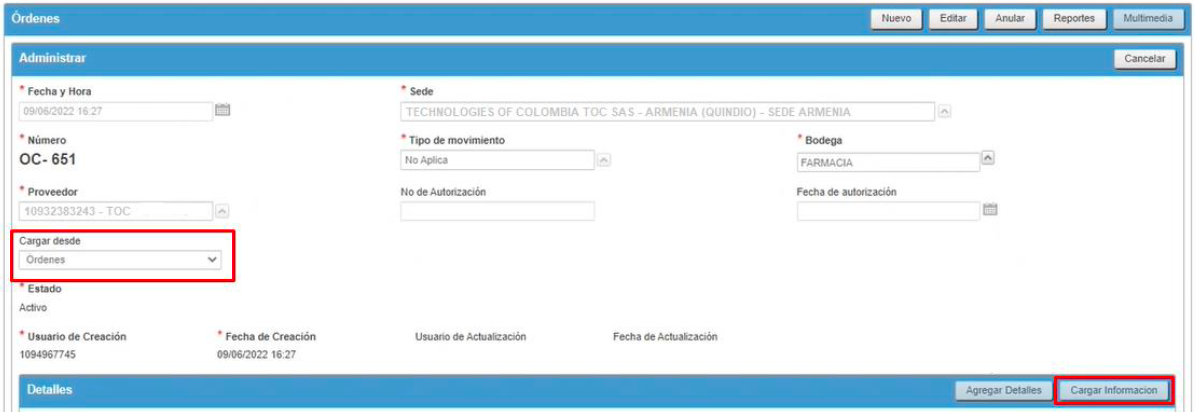 Órdenes
Nuevo Editar Anular Reportes Multimedia
Administrar
Cancelar
* Fecha y Hora * Sede
09/06/2022 16:27 TECHNOLOGIES OF COLOMBIA TOC SAS - ARMENIA (QUINDIO) - SEDE ARMENIA
* Número * Tipo de movimiento * Bodega
OC- 651 No Aplica FARMACIA
* Proveedor No de Autorización Fecha de autorización
10932383243 - TOC
Cargar desde
Órdenes
* Estado
Activo
* Usuario de Creación * Fecha de Creación Usuario de Actualización Fecha de Actualización
1094967745 09/06/2022 16:27
Detalles Agregar Detalles Cargar Informacion